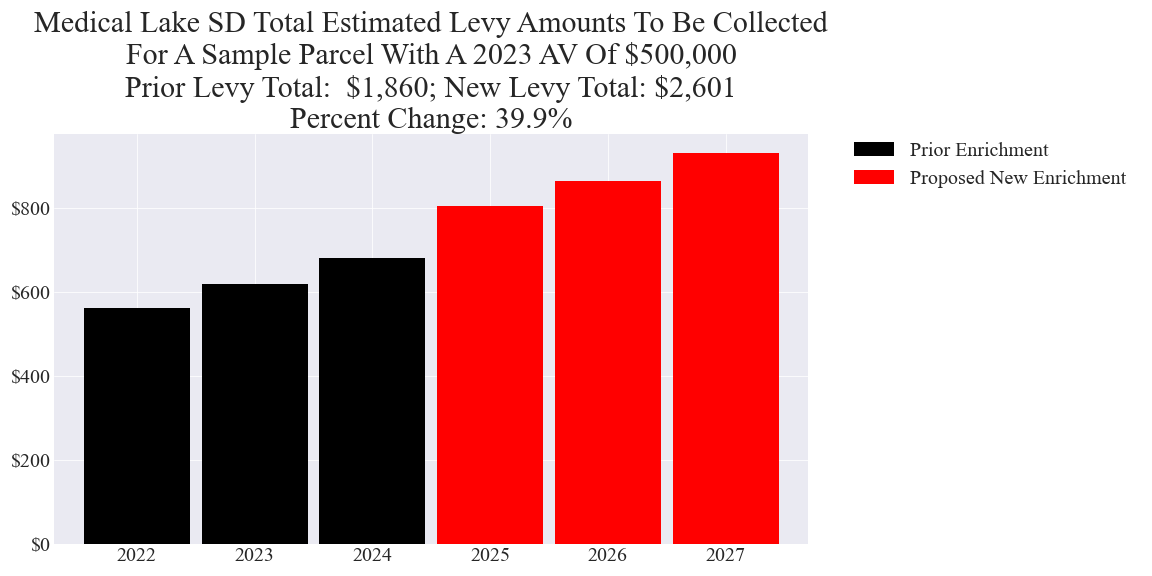 Medical Lake SD Total Estimated Levy Amounts To Be Collected
For A Sample Parcel With A 2023 AV Of $500,000
Prior Levy Total:  $1,860; New Levy Total: $2,601
Percent Change: 39.9%
Prior Enrichment
Proposed New Enrichment
$800
$600
$400
$200
$0
2022 2023 2024 2025 2026 2027